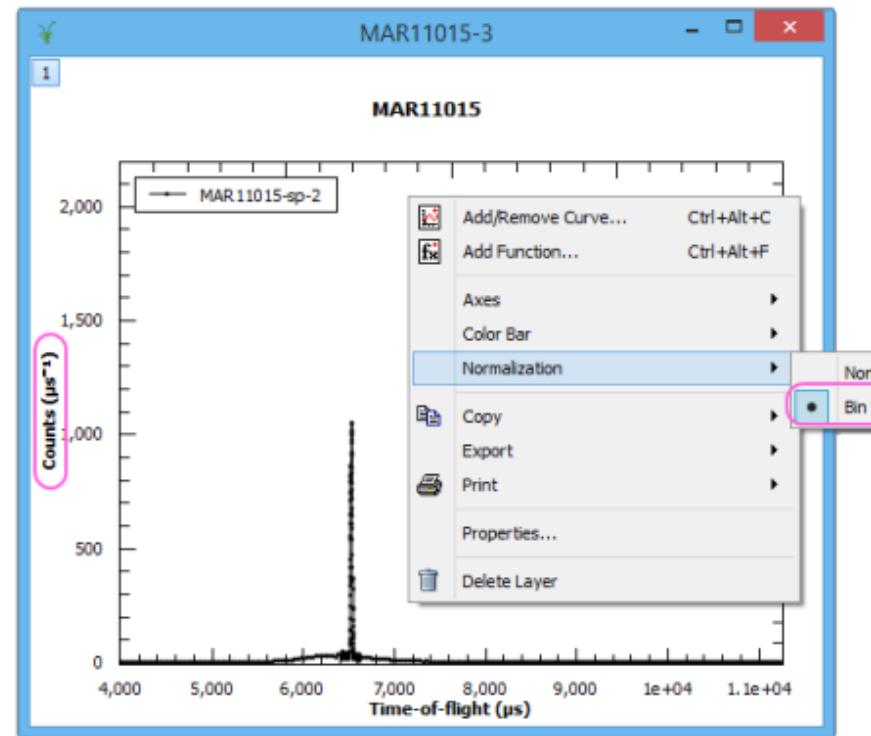 MAR11015-3
1
MAR11015
MAR11015-sp-2
2,000
1,500
1,000
500
0
Counts (µs⁻¹)
4,000 5,000 6,000 7,000 8,000 9,000 1e+04 1.1e+04
Time-of-flight (µs)
Add/Remove Curve... Ctrl+Alt+C
Add Function... Ctrl+Alt+F
Axes
Color Bar
Normalization
Copy
Export
Print
Properties...
Delete Layer
Bin